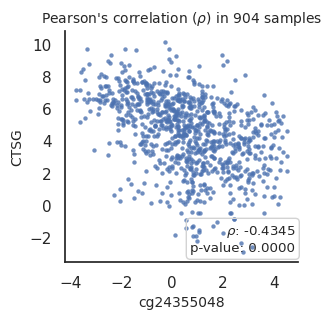 Pearson's correlation (ρ) in 904 samples
10
8
6
4
2
0
−2
CTSG
ρ: -0.4345
p-value: 0.0000
−4 −2 0 2 4
cg24355048